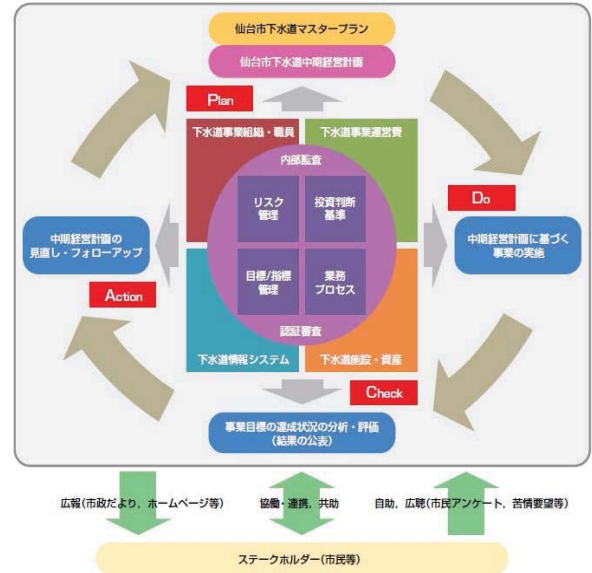 仙台市下水道マスタープラン
仙台市下水道中期経営計画
Plan
下水道事業組織・職員
下水道事業運営費
内部監査
リスク
管理
投資判断
基準
Do
中期経営計画の
見直し・フォローアップ
中期経営計画に基づく
事業の実施
目標/指標
管理
業務
プロセス
Action
認証審査
下水道情報システム
下水道施設・資産
Check
事業目標の達成状況の分析・評価
(結果の公表)
広報(市政だより，ホームページ等)
協働・連携，共助
自助，広聴(市民アンケート，苦情要望等)
ステークホルダー(市民等)